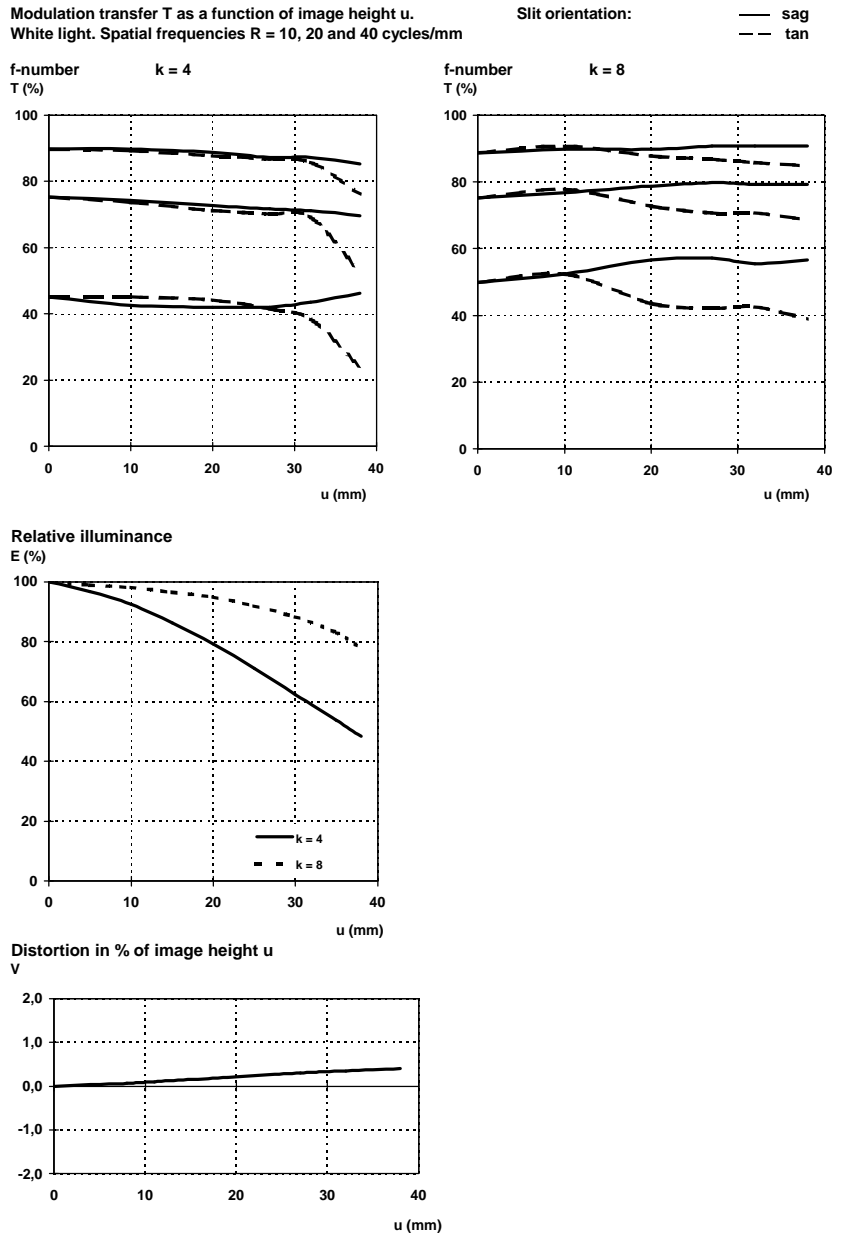 Modulation transfer T as a function of image height u. Slit orientation: sag
White light. Spatial frequencies R = 10, 20 and 40 cycles/mm tan
f-number k = 4
T (%)
100
80
60
40
20
0
0 10 20 30 40
u (mm)
f-number k = 8
T (%)
100
80
60
40
20
0
0 10 20 30 40
u (mm)
Relative illuminance
E (%)
100
80
60
40
20
0
k = 4
k = 8
0 10 20 30 40
u (mm)
Distortion in % of image height u
V
2,0
1,0
0,0
-1,0
-2,0
0 10 20 30 40
u (mm)